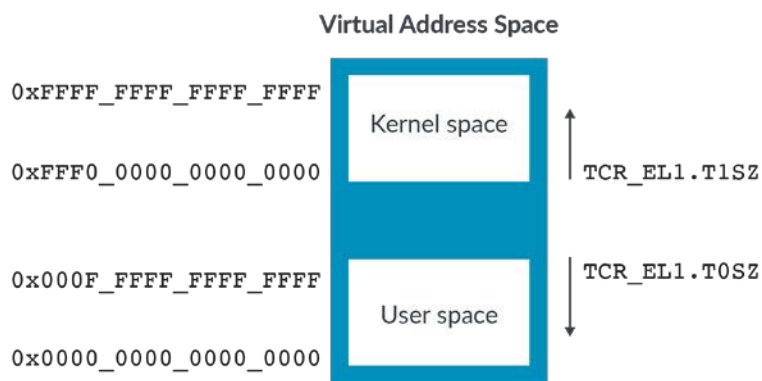 Virtual Address Space
0xFFFF_FFFF_FFFF_FFFF
Kernel space
0xFFF0_0000_0000_0000
TCR_EL1.T1SZ
0x000F_FFFF_FFFF_FFFF
TCR_EL1.T0SZ
User space
0x0000_0000_0000_0000